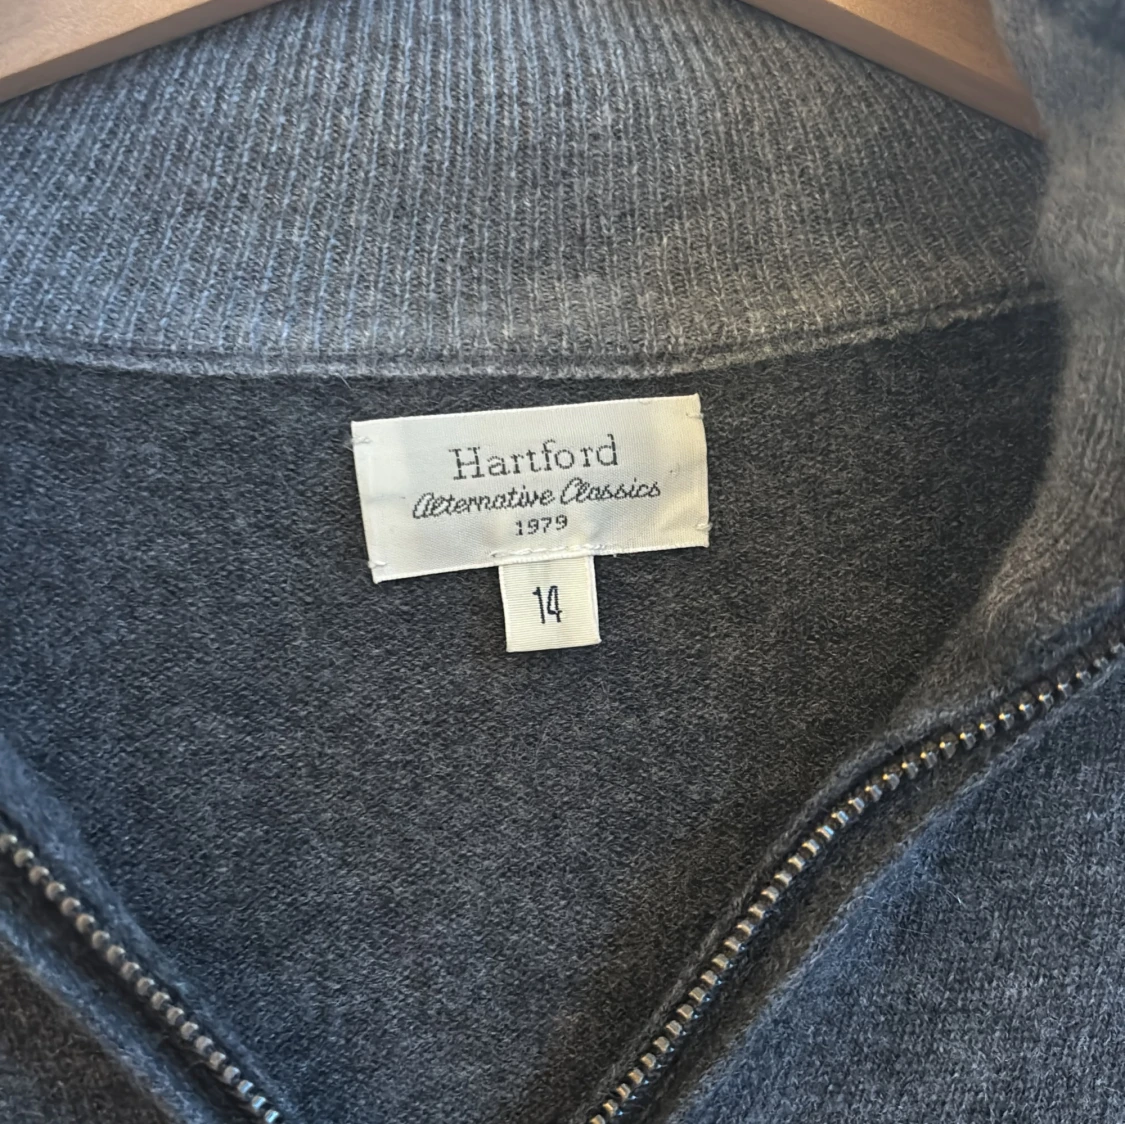 Hartford
Alternative Classics
1979
14